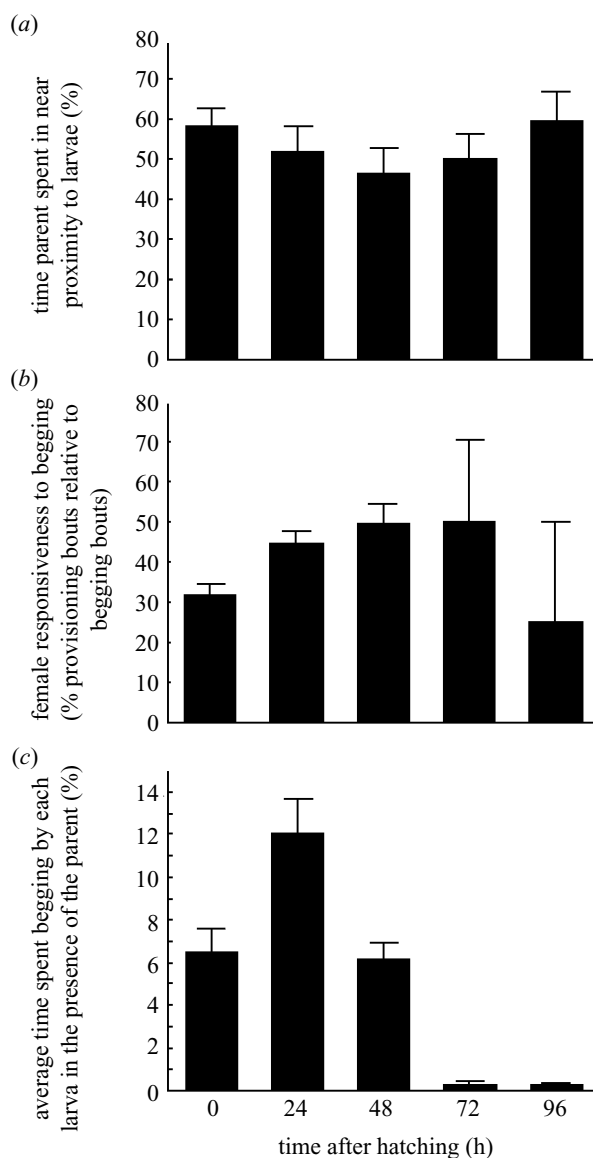 (a)
time parent spent in near
proximity to larvae (%)
80
70
60
50
40
30
20
10
0
(b)
female responsiveness to begging
(% provisioning bouts relative to
begging bouts)
80
70
60
50
40
30
20
10
0
(c)
average time spent begging by each
larva in the presence of the parent (%)
14
12
10
8
6
4
2
0
0 24 48 72 96
time after hatching (h)